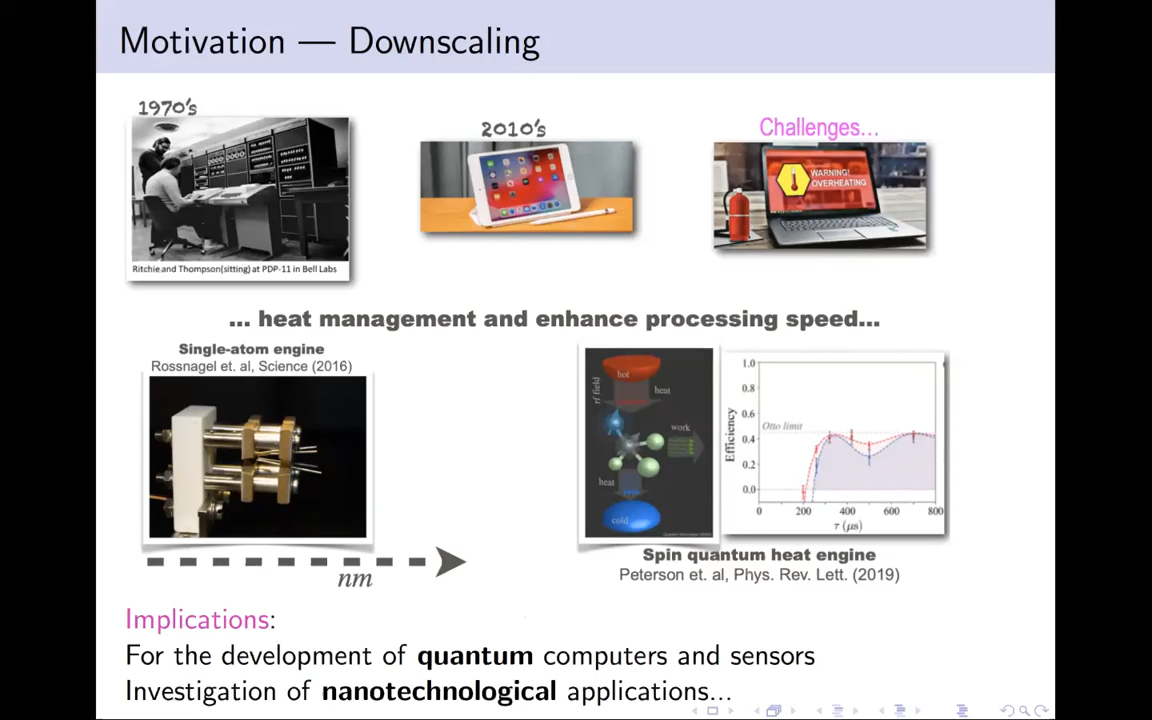 Motivation — Downscaling
1970's
2010's
Challenges...
WARNING!
OVERHEATING
Ritchie and Thompson(sitting) at PDP-11 in Bell Labs
... heat management and enhance processing speed...
Single-atom engine
Rossnagel et. al, Science (2016)
hot
rf field
heat
work
heat
cold
1.0
0.8
0.6
0.4
0.2
0.0
Efficiency
Otto limit
0 200 400 600 800
τ (μs)
Spin quantum heat engine
Peterson et. al, Phys. Rev. Lett. (2019)
nm
Implications:
For the development of quantum computers and sensors
Investigation of nanotechnological applications...